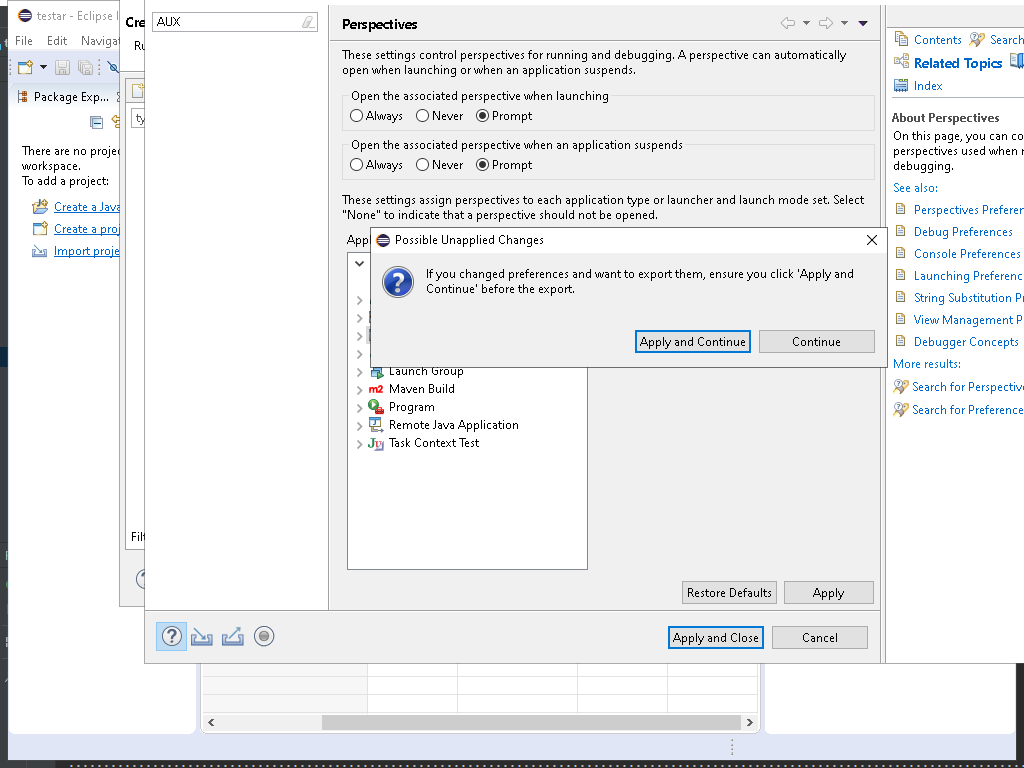 testar - Eclipse I
File Edit Navigat
Package Exp...
There are no projec
workspace.
To add a project:
Create a Java
Create a proj
Import proje
Cre
Ru
ty
Filt
AUX
Perspectives
These settings control perspectives for running and debugging. A perspective can automatically
open when launching or when an application suspends.
Open the associated perspective when launching
Always Never Prompt
Open the associated perspective when an application suspends
Always Never Prompt
These settings assign perspectives to each application type or launcher and launch mode set. Select
"None" to indicate that a perspective should not be opened.
App
Possible Unapplied Changes
If you changed preferences and want to export them, ensure you click 'Apply and
Continue' before the export.
Apply and Continue Continue
Launch Group
m2 Maven Build
Program
Remote Java Application
Ju Task Context Test
Restore Defaults Apply
Apply and Close Cancel
Contents Search
Related Topics
Index
About Perspectives
On this page, you can co
perspectives used when r
debugging.
See also:
Perspectives Preferen
Debug Preferences
Console Preferences
Launching Preferenc
String Substitution P
View Management P
Debugger Concepts
More results:
Search for Perspective
Search for Preference